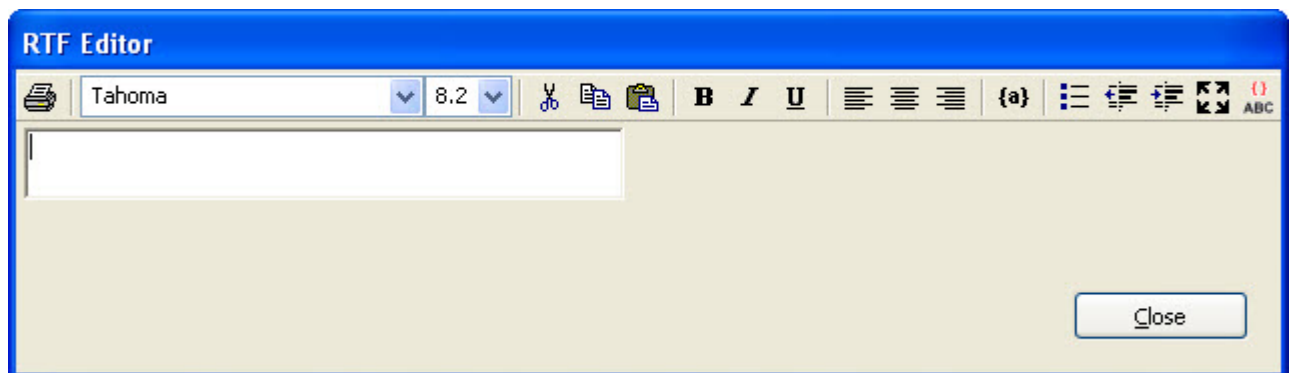 RTF Editor
Tahoma 8.2 B I U {a} {} ABC
Close